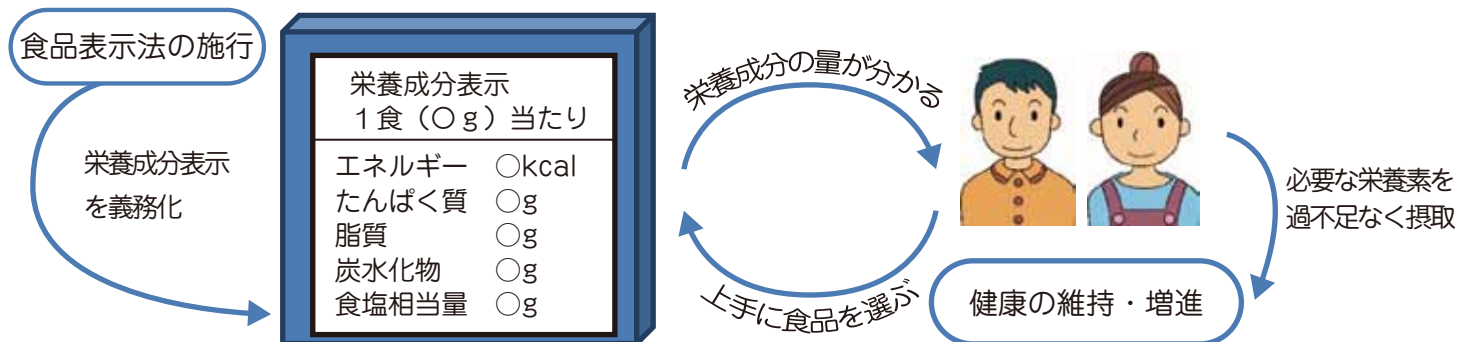 食品表示法の施行
栄養成分表示
を義務化
栄養成分表示
1食（○g）当たり
エネルギー ○kcal
たんぱく質 ○g
脂質 ○g
炭水化物 ○g
食塩相当量 ○g
栄養成分の量が分かる
上手に食品を選ぶ
必要な栄養素を
過不足なく摂取
健康の維持・増進